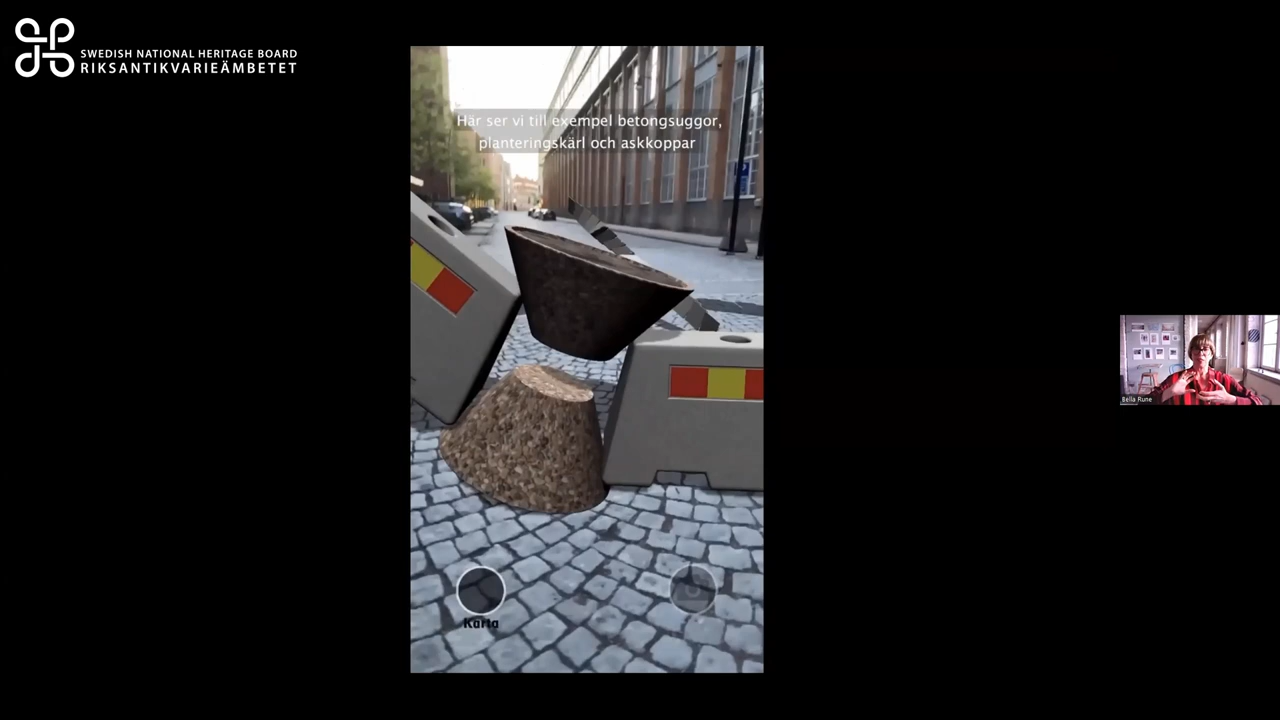 SWEDISH NATIONAL HERITAGE BOARD
RIKSANTIKVARIEÄMBETET
Här ser vi till exempel betongsuggor,
planteringskärl och askkoppar
Karta
Bella Rune